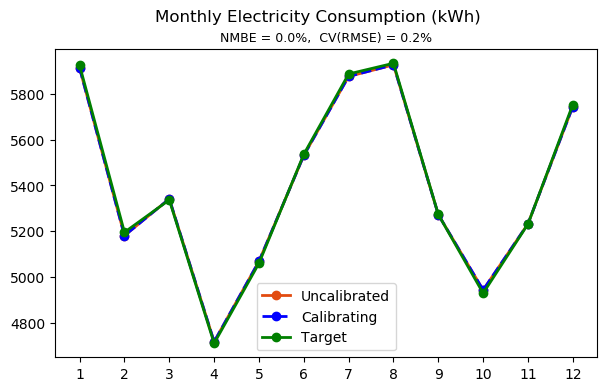 Monthly Electricity Consumption (kWh)
NMBE = 0.0%, CV(RMSE) = 0.2%
5800
5600
5400
5200
5000
4800
Uncalibrated
Calibrating
Target
1 2 3 4 5 6 7 8 9 10 11 12